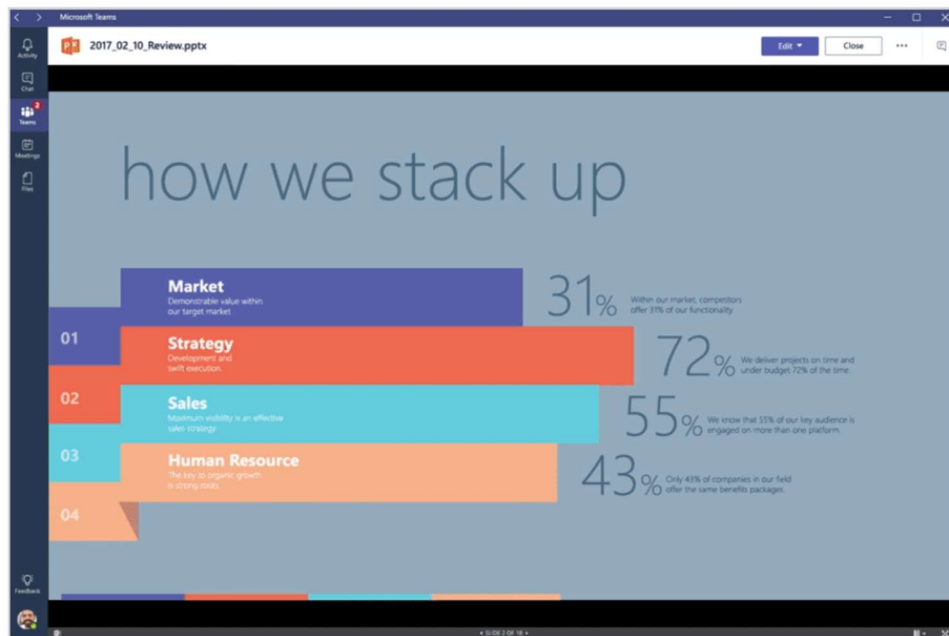 Microsoft Teams
2017_02_10_Review.pptx
Edit
Close
Activity
Chat
2
Teams
Meetings
Files
how we stack up
Market
Demonstrable value within
our target market
31%
Within our market, competitors
offer 31% of our functionality.
01
Strategy
Development and
swift execution.
72%
We deliver projects on time and
under budget 72% of the time.
02
Sales
Maximum visibility is an effective
sales strategy.
55%
We know that 55% of our key audience is
engaged on more than one platform.
03
Human Resource
The key to organic growth
is strong roots.
43%
Only 43% of companies in our field
offer the same benefits packages.
04
Feedback
SLIDE 2 OF 18